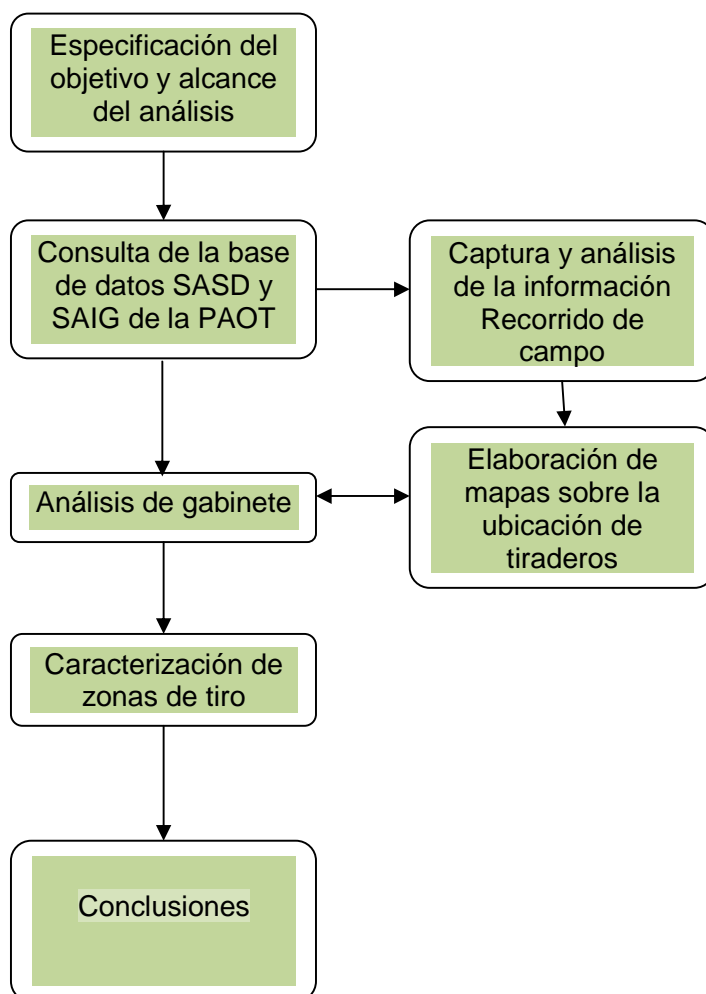 Especificación del
objetivo y alcance
del análisis
Consulta de la base
de datos SASD y
SAIG de la PAOT
Captura y análisis
de la información
Recorrido de
campo
Elaboración de
mapas sobre la
ubicación de
tiraderos
Análisis de gabinete
Caracterización de
zonas de tiro
Conclusiones